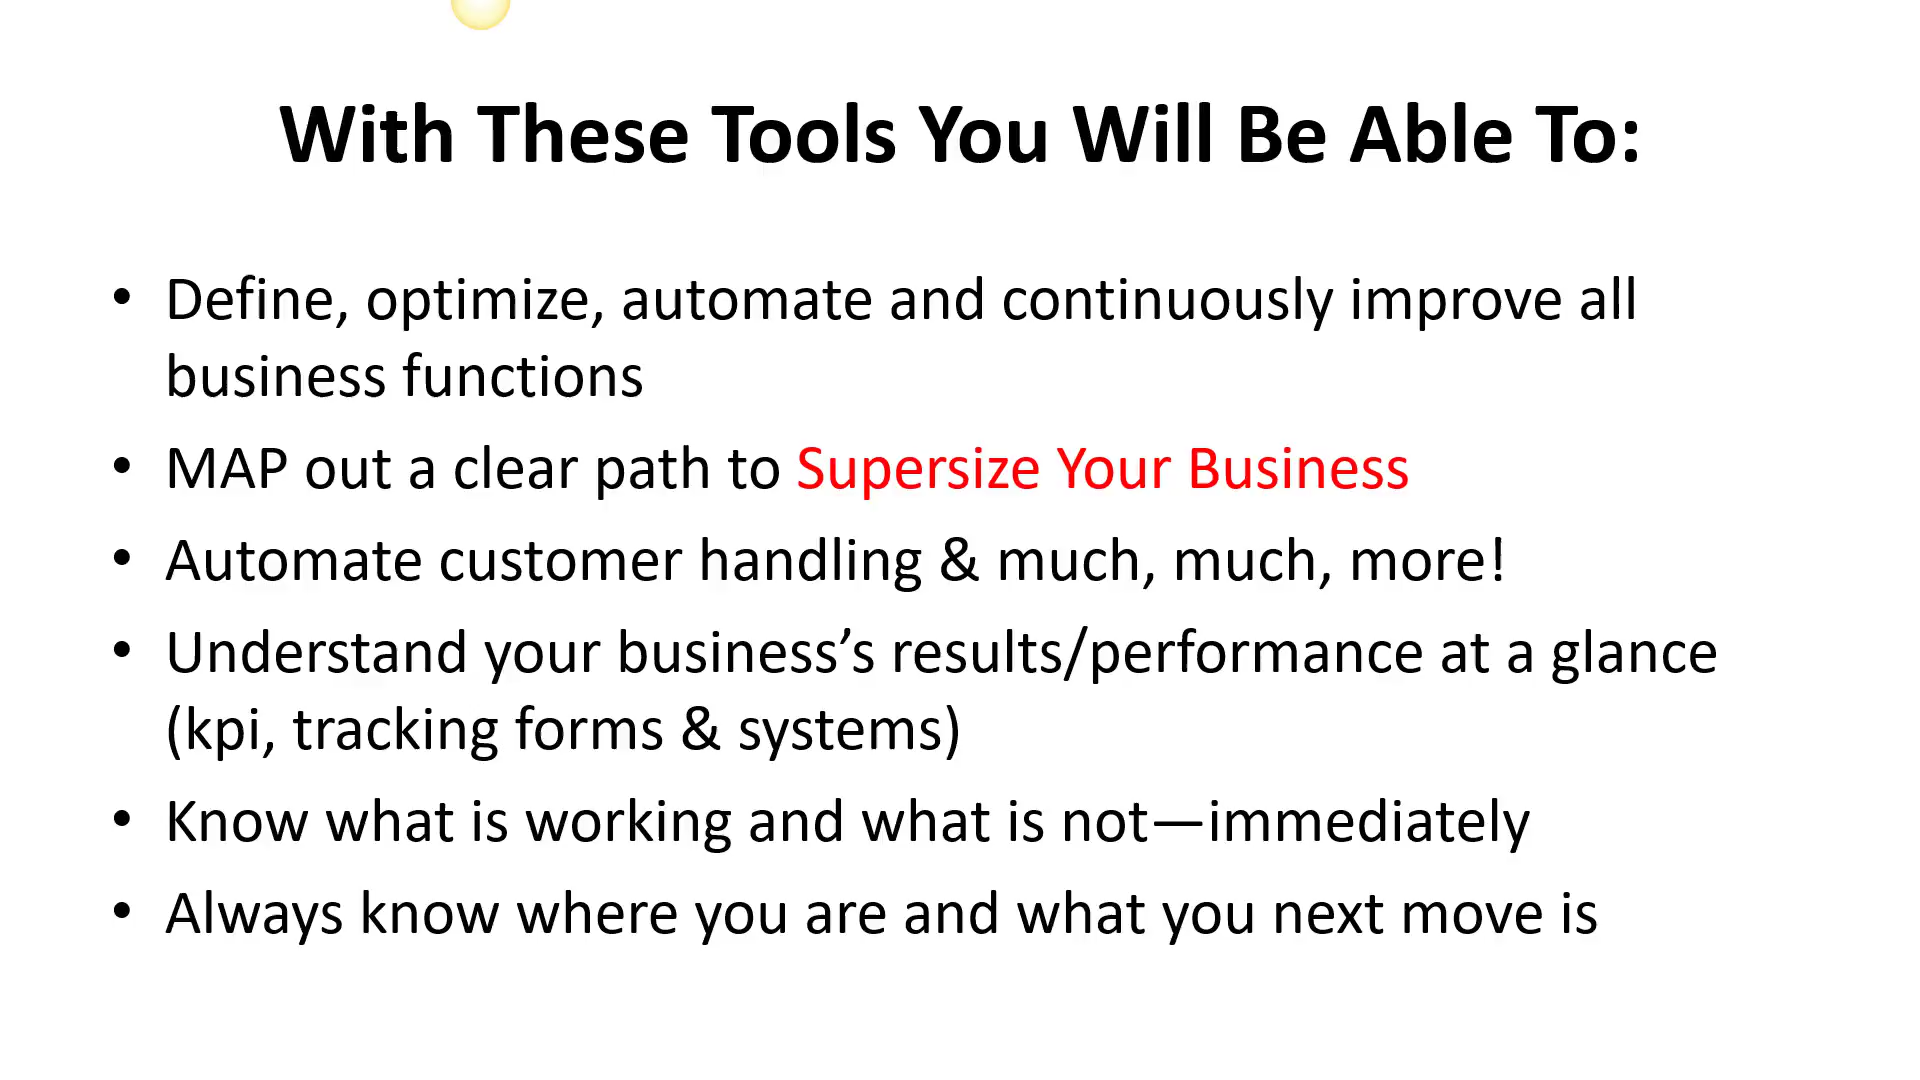 With These Tools You Will Be Able To:
• Define, optimize, automate and continuously improve all
business functions
• MAP out a clear path to Supersize Your Business
• Automate customer handling & much, much, more!
• Understand your business’s results/performance at a glance
(kpi, tracking forms & systems)
• Know what is working and what is not—immediately
• Always know where you are and what you next move is